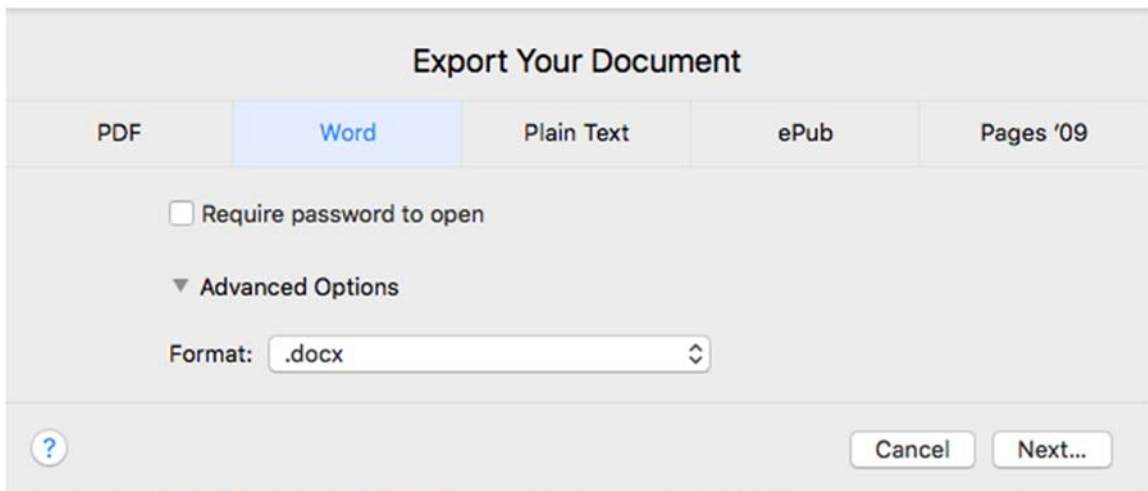 Export Your Document
PDF Word Plain Text ePub Pages '09
Require password to open
Advanced Options
Format: .docx
? Cancel Next...